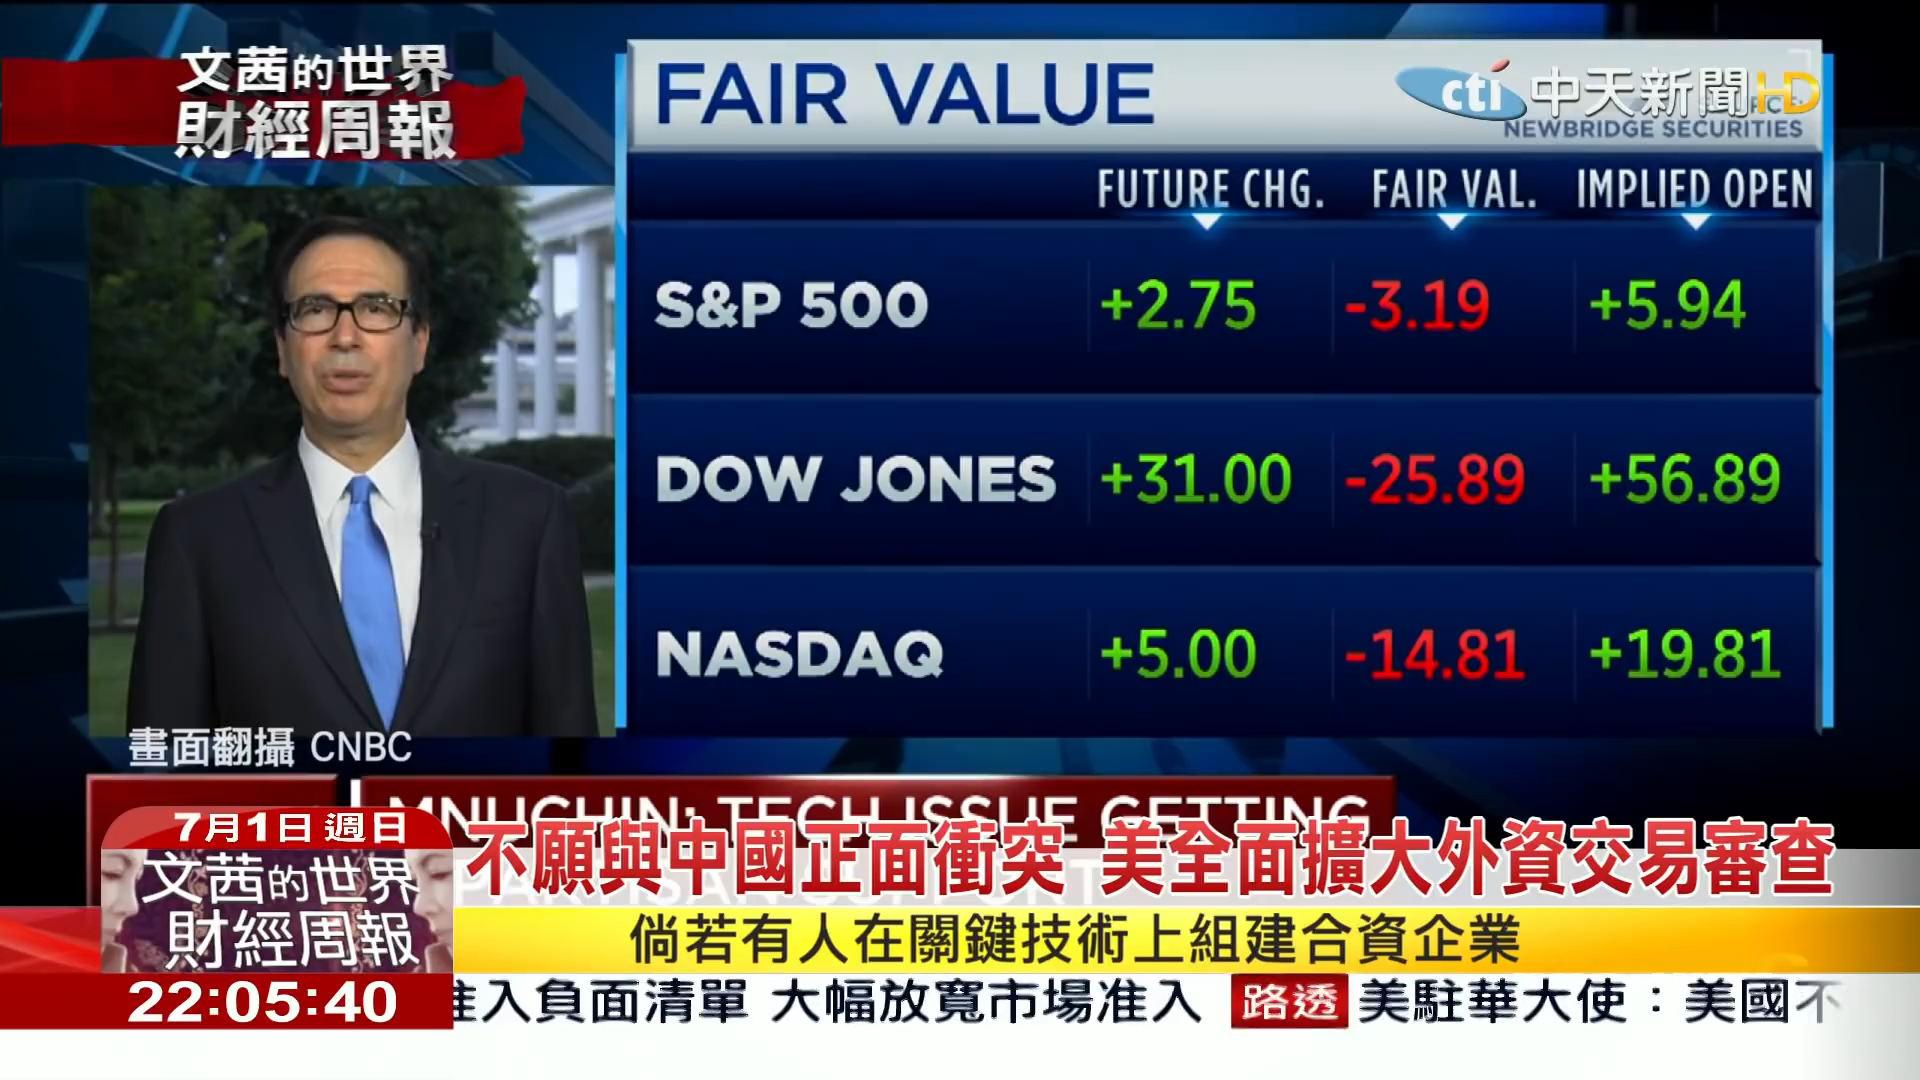 文茜的世界
財經周報
FAIR VALUE
cti 中天新聞HD
NEWBRIDGE SECURITIES
FUTURE CHG. FAIR VAL. IMPLIED OPEN
S&P 500 +2.75 -3.19 +5.94
DOW JONES +31.00 -25.89 +56.89
NASDAQ +5.00 -14.81 +19.81
畫面翻攝 CNBC
MNUCHIN: TECH ISSUE GETTING
7月1日 週日
不願與中國正面衝突 美全面擴大外資交易審查
文茜的世界
財經周報
倘若有人在關鍵技術上組建合資企業
22:05:40
入負面清單 大幅放寬市場准入 路透 美駐華大使：美國不